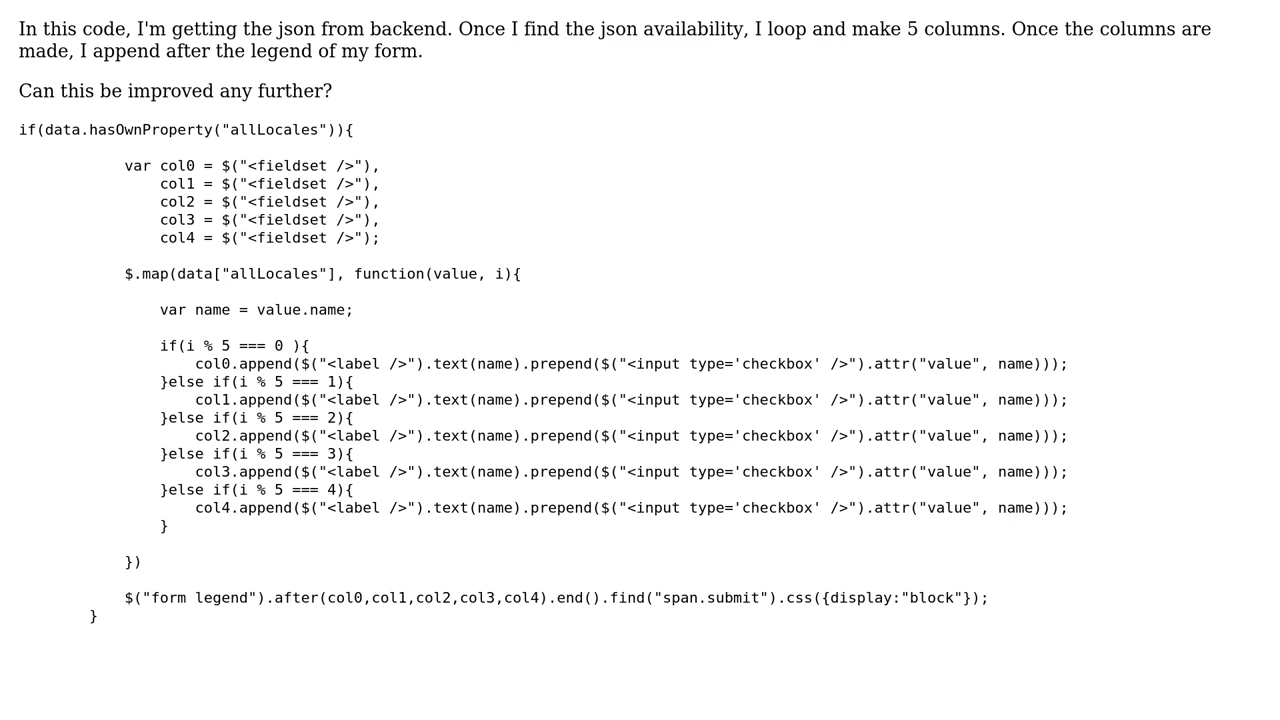 In this code, I'm getting the json from backend. Once I find the json availability, I loop and make 5 columns. Once the columns are
made, I append after the legend of my form.
Can this be improved any further?
if(data.hasOwnProperty("allLocales")){
            var col0 = $("<fieldset />"),
                col1 = $("<fieldset />"),
                col2 = $("<fieldset />"),
                col3 = $("<fieldset />"),
                col4 = $("<fieldset />");
            $.map(data["allLocales"], function(value, i){
                var name = value.name;
                if(i % 5 === 0 ){
                    col0.append($("<label />").text(name).prepend($("<input type='checkbox' />").attr("value", name)));
                }else if(i % 5 === 1){
                    col1.append($("<label />").text(name).prepend($("<input type='checkbox' />").attr("value", name)));
                }else if(i % 5 === 2){
                    col2.append($("<label />").text(name).prepend($("<input type='checkbox' />").attr("value", name)));
                }else if(i % 5 === 3){
                    col3.append($("<label />").text(name).prepend($("<input type='checkbox' />").attr("value", name)));
                }else if(i % 5 === 4){
                    col4.append($("<label />").text(name).prepend($("<input type='checkbox' />").attr("value", name)));
                }
            })
            $("form legend").after(col0,col1,col2,col3,col4).end().find("span.submit").css({display:"block"});
        }